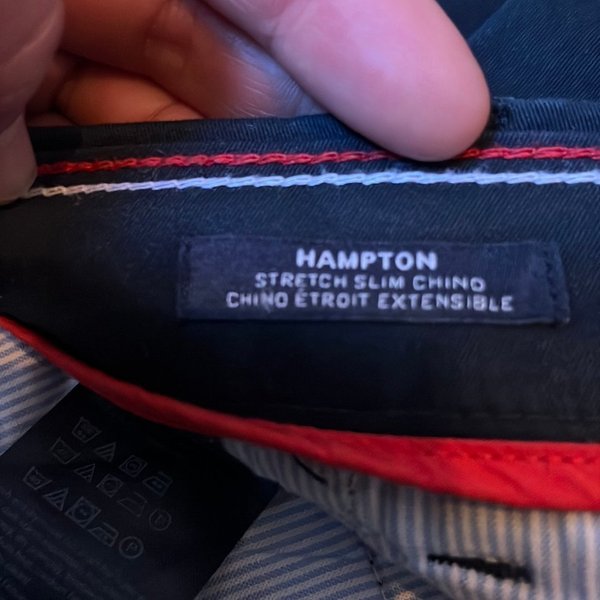 HAMPTON
STRETCH SLIM CHINO
CHINO ÉTROIT EXTENSIBLE